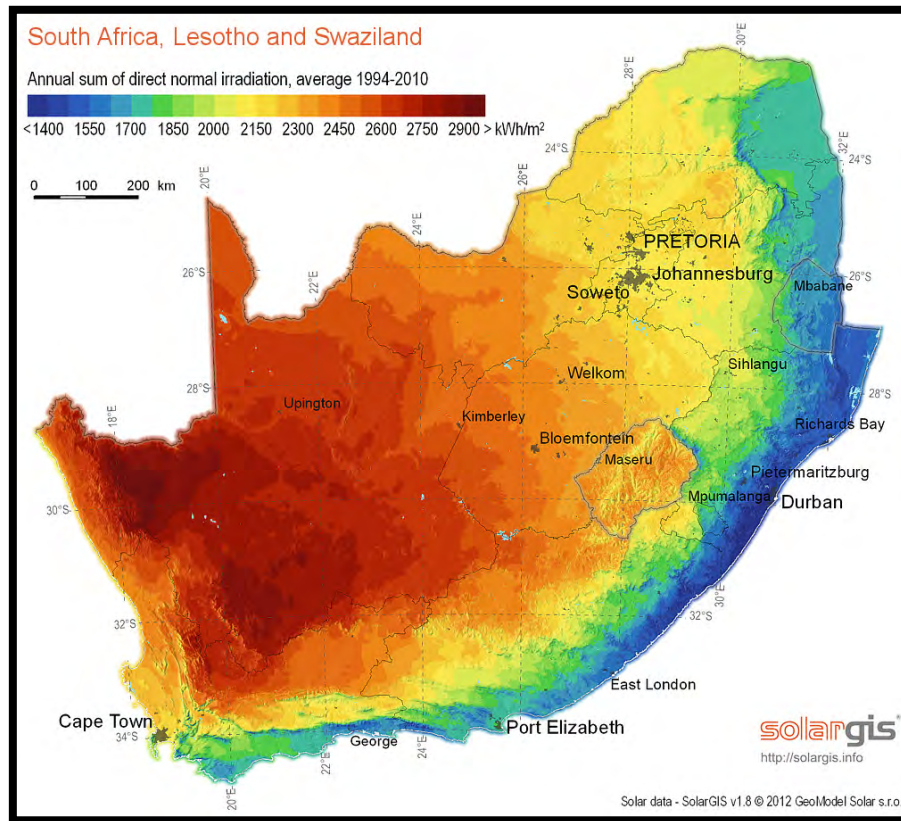 South Africa, Lesotho and Swaziland
Annual sum of direct normal irradiation, average 1994-2010
<1400 1550 1700 1850 2000 2150 2300 2450 2600 2750 2900 > kWh/m²
0 100 200 km
30°E
28°E
32°E
24°S
24°S
20°E
26°E
24°E
PRETORIA
Johannesburg
26°S
22°E
26°S
Mbabane
Soweto
Sihlangu
Welkom
28°S
28°S
Upington
Kimberley
18°E
Richards Bay
Bloemfontein
Maseru
Pietermaritzburg
Mpumalanga
Durban
30°S
30°E
32°S
32°S
East London
Cape Town
Port Elizabeth
34°S
George
24°E
22°E
20°E
solargis®
http://solargis.info
Solar data - SolarGIS v1.8 © 2012 GeoModel Solar s.r.o.